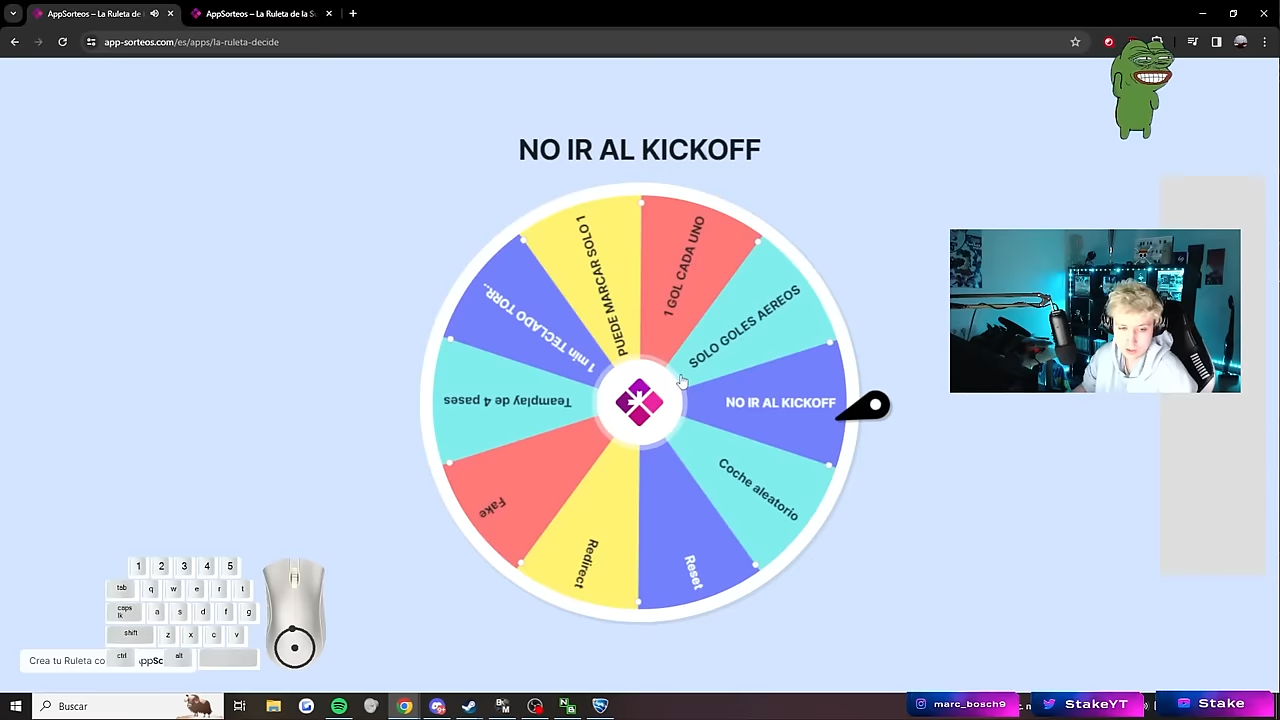 AppSorteos – La Ruleta de
AppSorteos – La Ruleta de la Su
app-sorteos.com/es/apps/la-ruleta-decide
NO IR AL KICKOFF
PUEDE MARCAR SOLO 1
1 GOL CADA UNO
SOLO GOLES AEREOS
NO IR AL KICKOFF
Coche aleatorio
Reset
Redirect
Fake
Teamplay de 4 pases
1 min TECLADO TORR...
1 2 3 4 5
tab q w e r t
caps lk a s d f g
shift z x c v
ctrl alt
Crea tu Ruleta co
Buscar
marc_bosch9
StakeYT
Stake